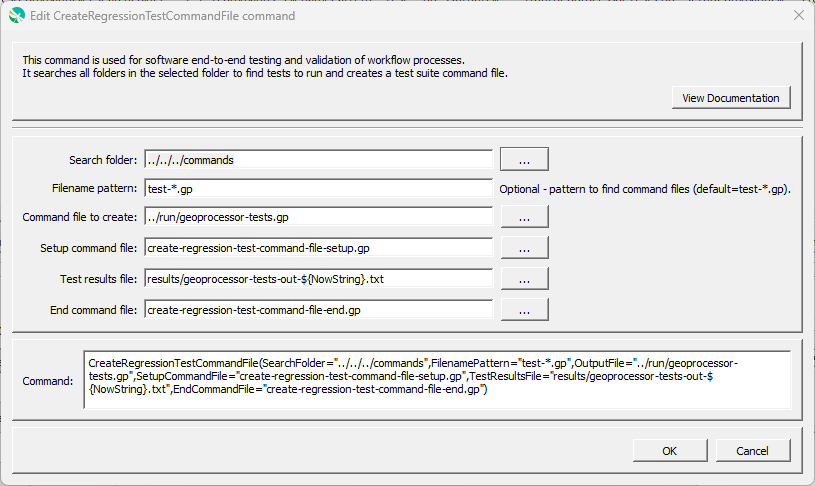 Edit CreateRegressionTestCommandFile command
This command is used for software end-to-end testing and validation of workflow processes.
It searches all folders in the selected folder to find tests to run and creates a test suite command file.
View Documentation
Search folder: ../../../commands ...
Filename pattern: test-*.gp Optional - pattern to find command files (default=test-*.gp).
Command file to create: ../run/geoprocessor-tests.gp ...
Setup command file: create-regression-test-command-file-setup.gp ...
Test results file: results/geoprocessor-tests-out-${NowString}.txt ...
End command file: create-regression-test-command-file-end.gp ...
CreateRegressionTestCommandFile(SearchFolder="../../../commands",FilenamePattern="test-*.gp",OutputFile="../run/geoprocessor-
Command: tests.gp",SetupCommandFile="create-regression-test-command-file-setup.gp",TestResultsFile="results/geoprocessor-tests-out-$
{NowString}.txt",EndCommandFile="create-regression-test-command-file-end.gp")
OK Cancel